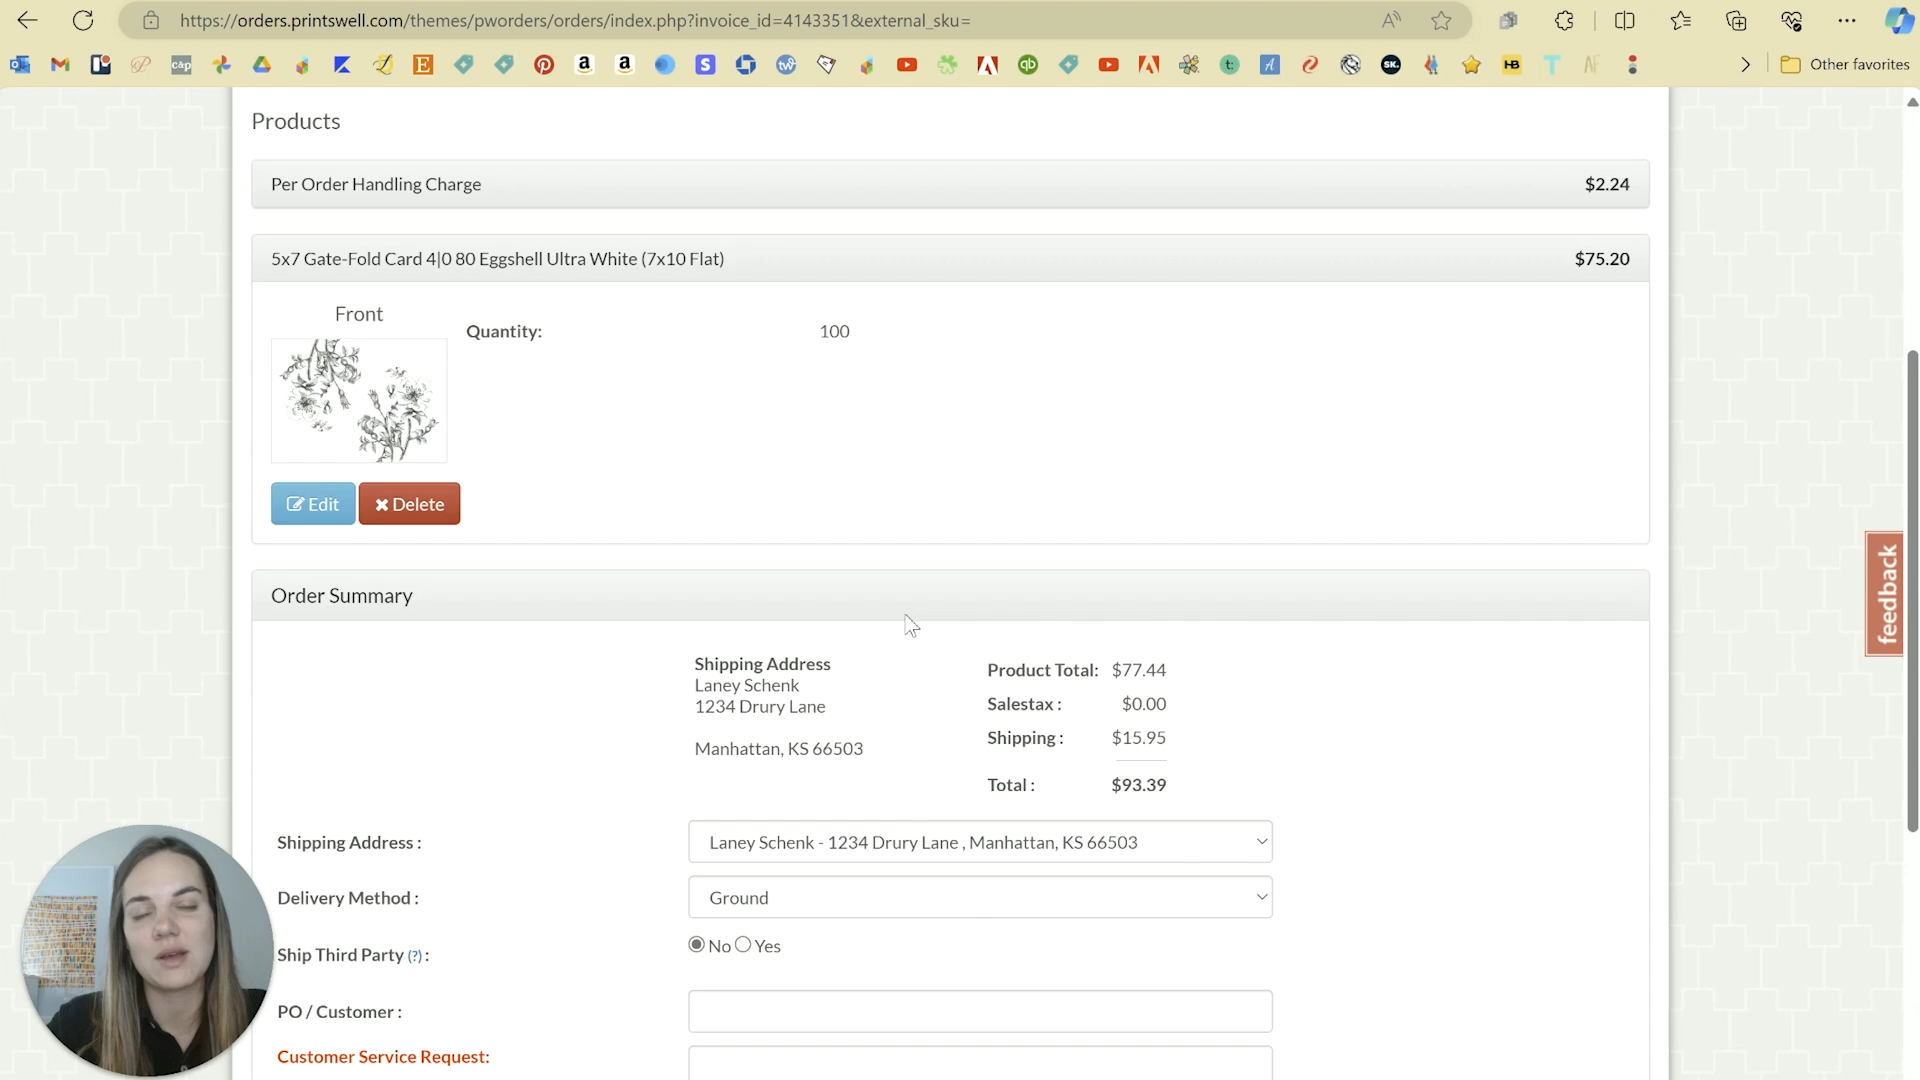 https://orders.printswell.com/themes/pworders/orders/index.php?invoice_id=4143351&external_sku=
Other favorites
Products
Per Order Handling Charge $2.24
5x7 Gate-Fold Card 4|0 80 Eggshell Ultra White (7x10 Flat) $75.20
Front
Quantity: 100
Edit Delete
feedback
Order Summary
Shipping Address
Laney Schenk
1234 Drury Lane
Manhattan, KS 66503
Product Total: $77.44
Salestax : $0.00
Shipping : $15.95
Total : $93.39
Shipping Address : Laney Schenk - 1234 Drury Lane , Manhattan, KS 66503
Delivery Method : Ground
Ship Third Party (?) : No Yes
PO / Customer :
Customer Service Request: